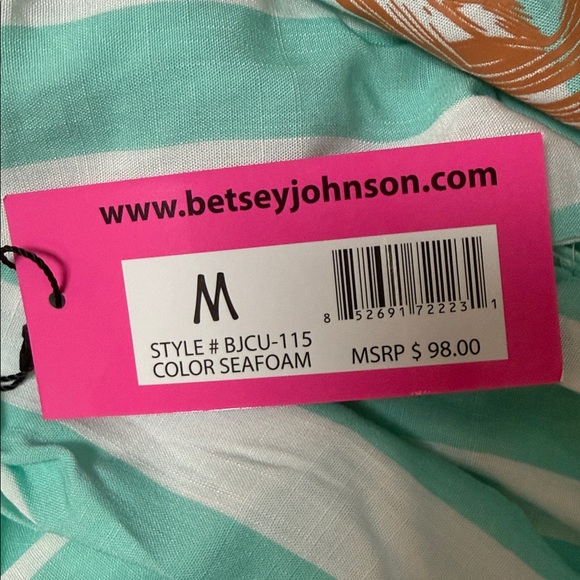 www.betseyjohnson.com
M
STYLE # BJCU-115
COLOR SEAFOAM
8 52691 72223 1
MSRP $ 98.00